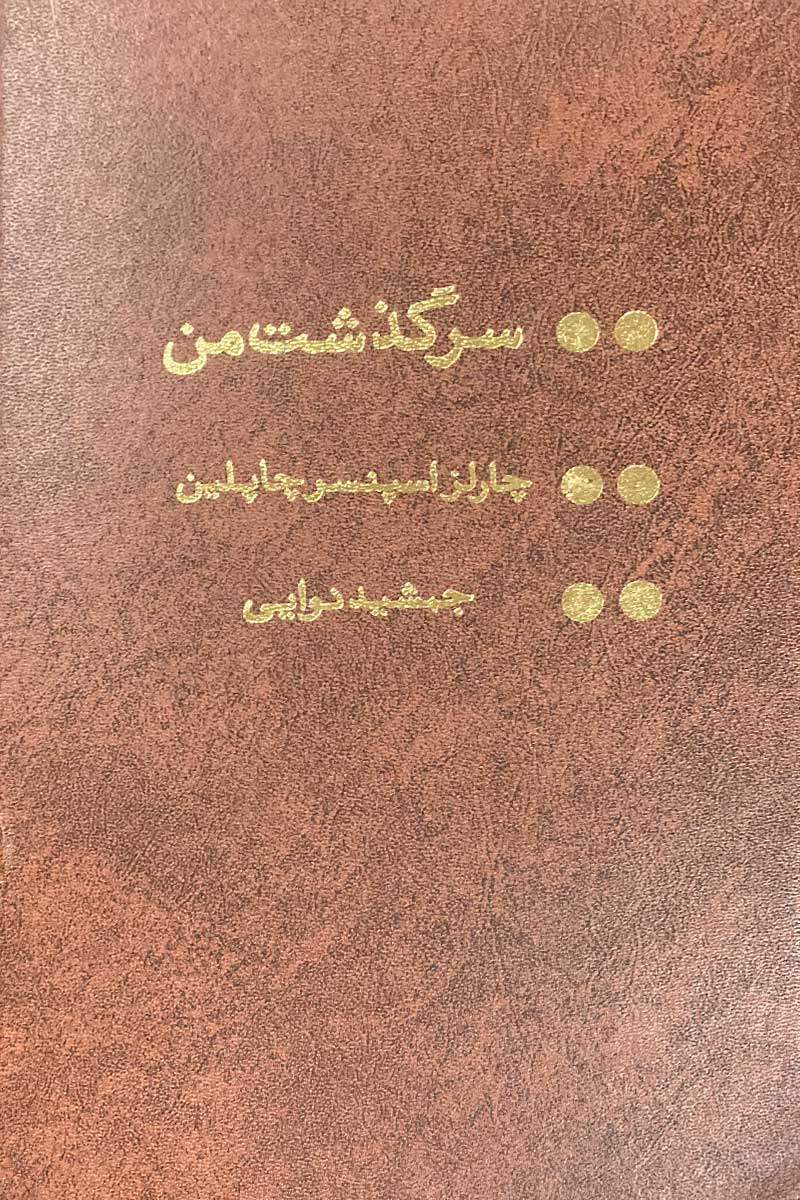 سرگذشت من
چارلز اسپنسر چاپلین
جمشید نوایی